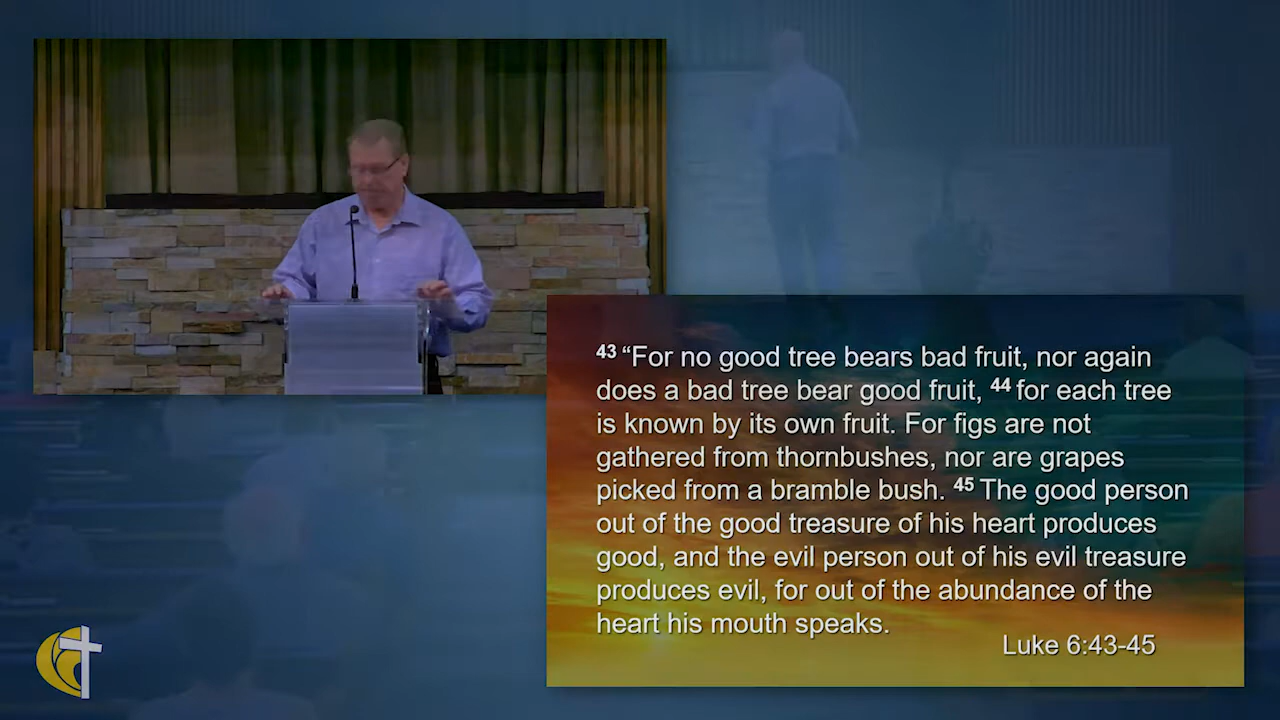 43 “For no good tree bears bad fruit, nor again
does a bad tree bear good fruit, 44 for each tree
is known by its own fruit. For figs are not
gathered from thornbushes, nor are grapes
picked from a bramble bush. 45 The good person
out of the good treasure of his heart produces
good, and the evil person out of his evil treasure
produces evil, for out of the abundance of the
heart his mouth speaks.
Luke 6:43-45